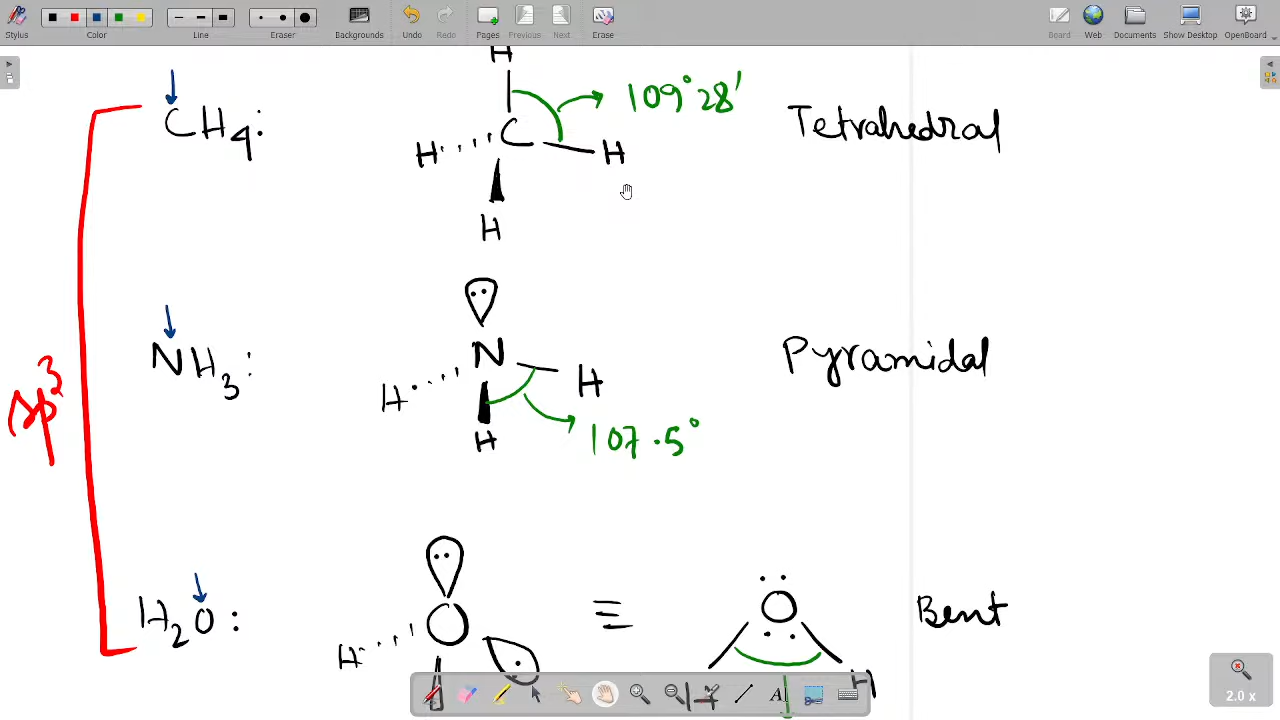 Stylus Color Line Eraser Backgrounds Undo Redo Pages Previous Next Erase Board Web Documents Show Desktop OpenBoard
H
CH4:
109°28'
Tetrahedral
H C H
H
NH3:
N
Pyramidal
H H
H
107.5°
sp3
H2O:
O
≡
O
Bent
H
H
A
2.0 x